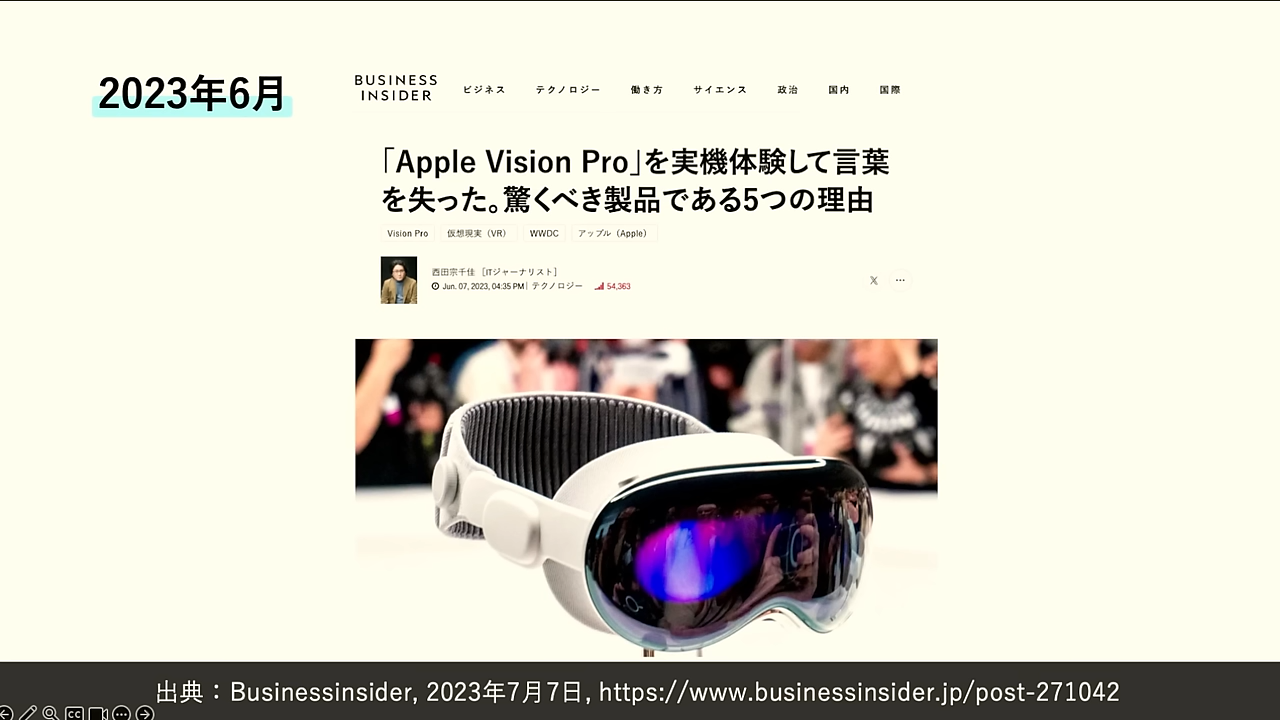 2023年6月
BUSINESS
INSIDER
ビジネス テクノロジー 働き方 サイエンス 政治 国内 国際
「Apple Vision Pro」を実機体験して言葉
を失った。驚くべき製品である5つの理由
Vision Pro 仮想現実（VR） WWDC アップル（Apple）
西田宗千佳 ［ITジャーナリスト］
Jun. 07, 2023, 04:35 PM | テクノロジー 54,363
出典：Businessinsider, 2023年7月7日, https://www.businessinsider.jp/post-271042
CC